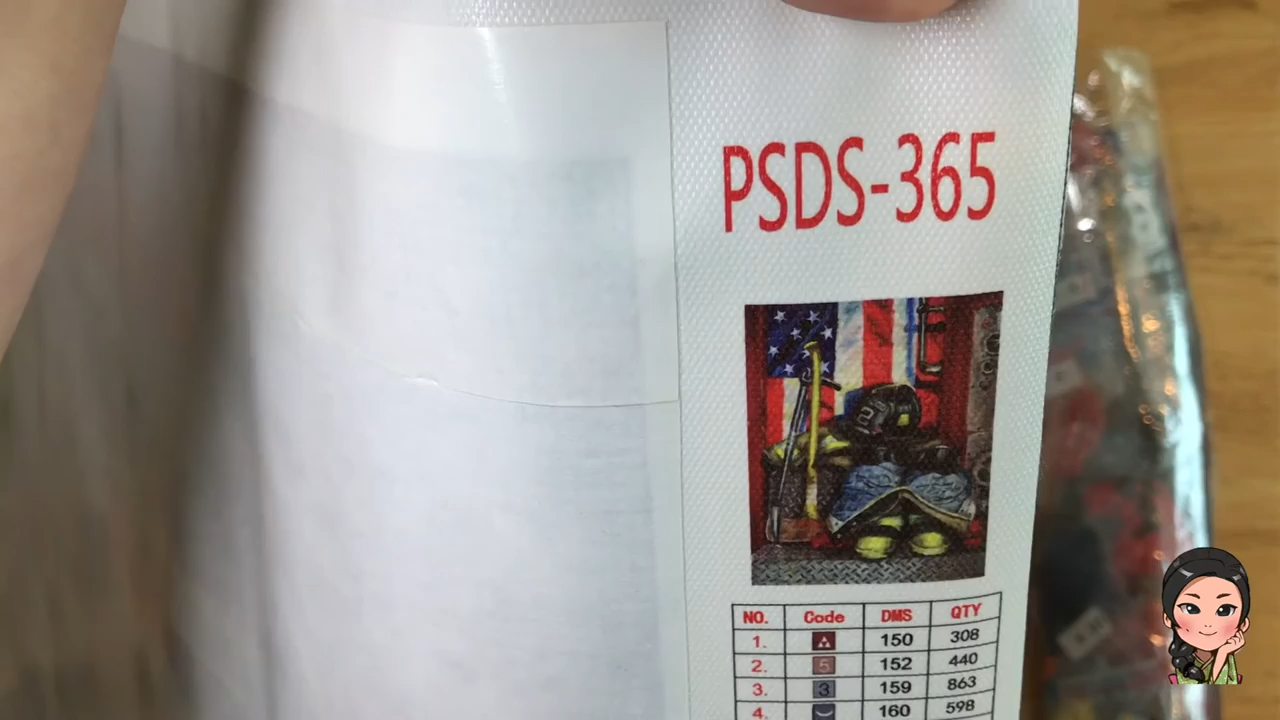 PSDS-365
NO. Code DMS QTY
1. 150 308
2. 5 152 440
3. 3 159 863
4. 160 598